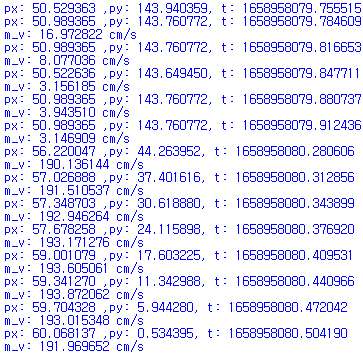 px: 50.529363 ,py: 143.940359, t: 1658958079.755515
px: 50.989365 ,py: 143.760772, t: 1658958079.784609
m_v: 16.972822 cm/s
px: 50.989365 ,py: 143.760772, t: 1658958079.816653
m_v: 8.077036 cm/s
px: 50.522636 ,py: 143.649450, t: 1658958079.847711
m_v: 3.156185 cm/s
px: 50.989365 ,py: 143.760772, t: 1658958079.880737
m_v: 3.943510 cm/s
px: 50.989365 ,py: 143.760772, t: 1658958079.912436
m_v: 3.146909 cm/s
px: 56.220047 ,py: 44.263952, t: 1658958080.280606
m_v: 190.136144 cm/s
px: 57.026888 ,py: 37.401616, t: 1658958080.312856
m_v: 191.510537 cm/s
px: 57.348703 ,py: 30.618880, t: 1658958080.343899
m_v: 192.946264 cm/s
px: 57.678258 ,py: 24.115898, t: 1658958080.376920
m_v: 193.171276 cm/s
px: 59.001079 ,py: 17.603225, t: 1658958080.409531
m_v: 193.605061 cm/s
px: 59.341270 ,py: 11.342988, t: 1658958080.440966
m_v: 193.872062 cm/s
px: 59.704328 ,py: 5.944280, t: 1658958080.472042
m_v: 193.015348 cm/s
px: 60.068137 ,py: 0.534395, t: 1658958080.504190
m_v: 191.969652 cm/s